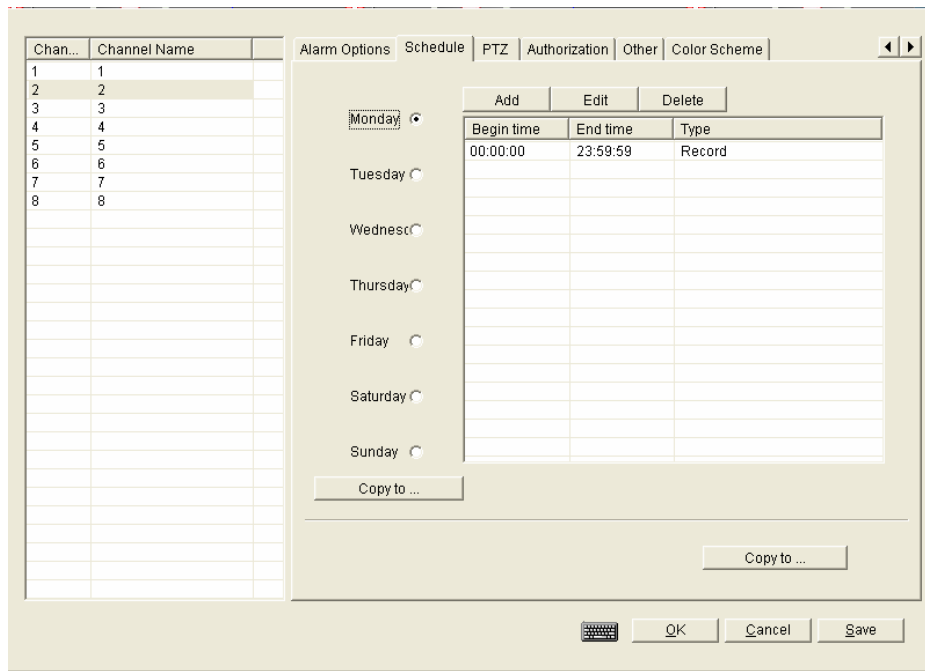 Chan... Channel Name
1 1
2 2
3 3
4 4
5 5
6 6
7 7
8 8
Alarm Options Schedule PTZ Authorization Other Color Scheme
Add Edit Delete
Monday
Tuesday
Wednesc
Thursday
Friday
Saturday
Sunday
Begin time End time Type
00:00:00 23:59:59 Record
Copy to ...
Copy to ...
OK Cancel Save